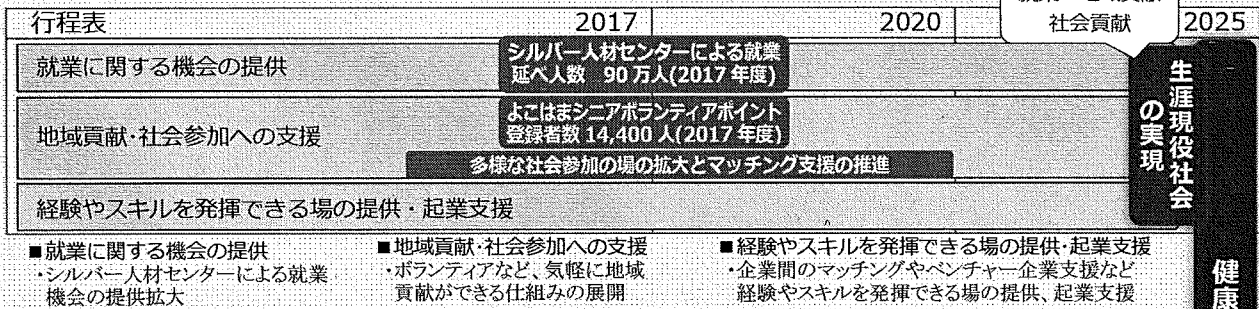 行程表 2017 2020 2025
社会貢献
就業に関する機会の提供
シルバー人材センターによる就業
延べ人数 90万人(2017年度)
地域貢献・社会参加への支援
よこはまシニアボランティアポイント
登録者数 14,400人(2017年度)
多様な社会参加の場の拡大とマッチング支援の推進
経験やスキルを発揮できる場の提供・起業支援
生涯現役社会
の実現
■就業に関する機会の提供
・シルバー人材センターによる就業
機会の提供拡大
■地域貢献・社会参加への支援
・ボランティアなど、気軽に地域
貢献ができる仕組みの展開
■経験やスキルを発揮できる場の提供・起業支援
・企業間のマッチングやベンチャー企業支援など
経験やスキルを発揮できる場の提供、起業支援
健康